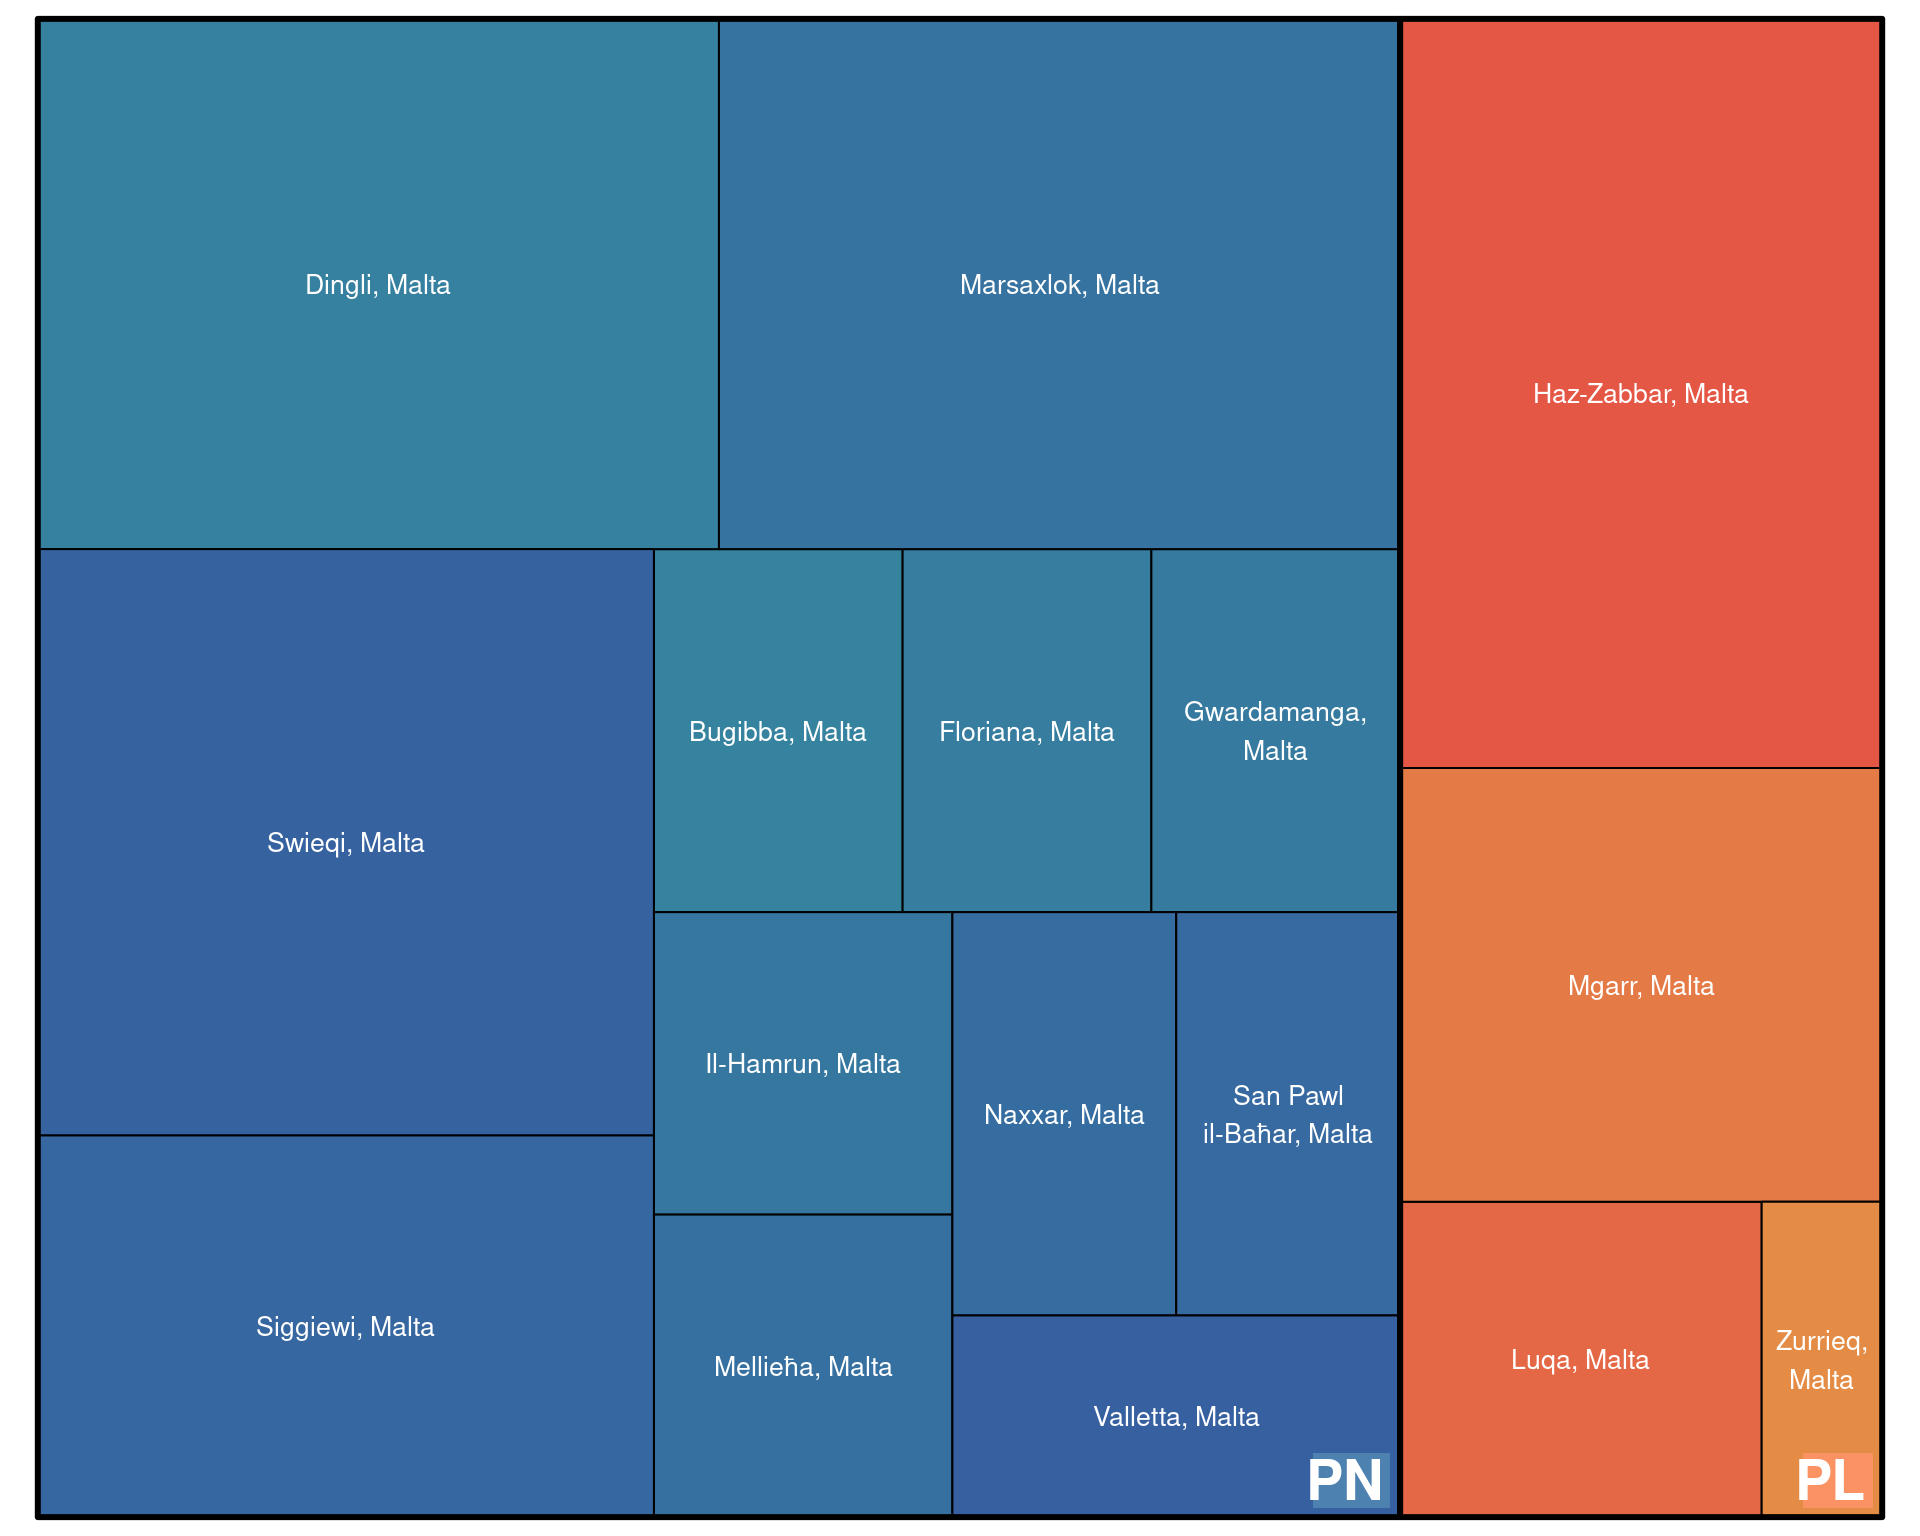 Dingli, Malta
Marsaxlok, Malta
Haz-Zabbar, Malta
Swieqi, Malta
Bugibba, Malta
Floriana, Malta
Gwardamanga,
Malta
Mgarr, Malta
Il-Hamrun, Malta
Naxxar, Malta
San Pawl
il-Baħar, Malta
Siggiewi, Malta
Mellieħa, Malta
Valletta, Malta
Luqa, Malta
Zurrieq,
Malta
PN
PL